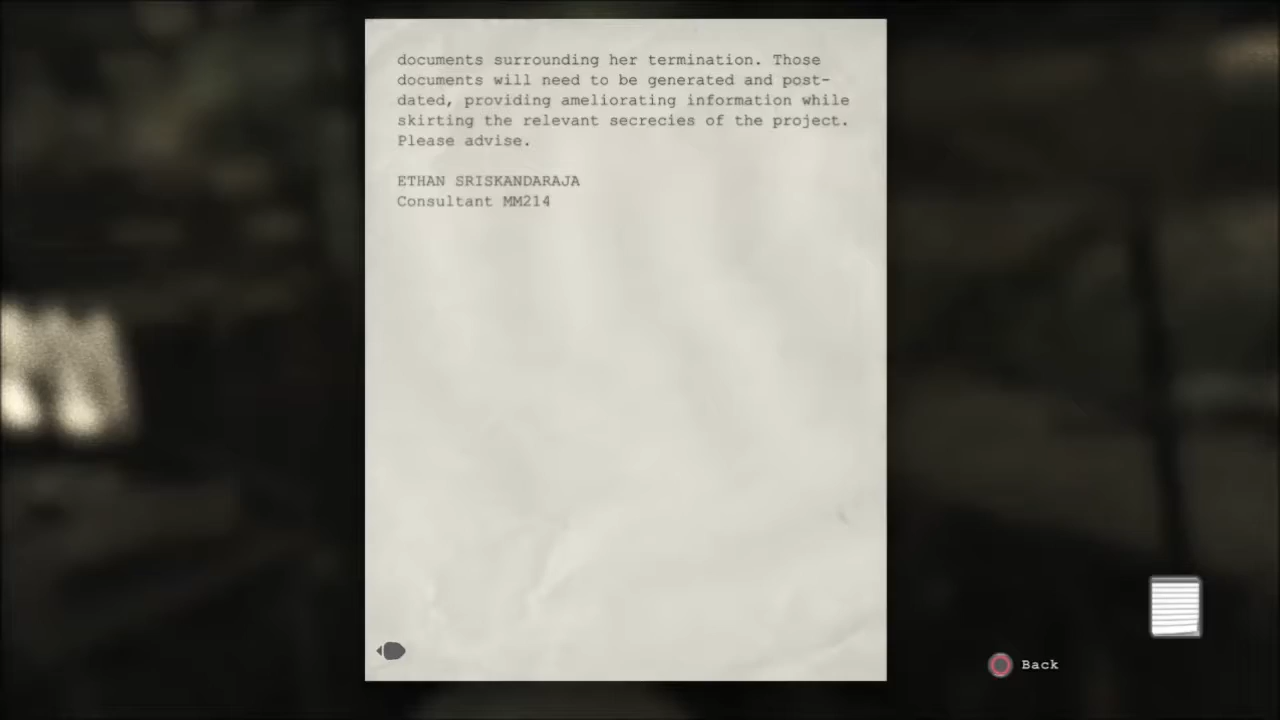 documents surrounding her termination. Those
documents will need to be generated and post-
dated, providing ameliorating information while
skirting the relevant secrecies of the project.
Please advise.
ETHAN SRISKANDARAJA
Consultant MM214
Back